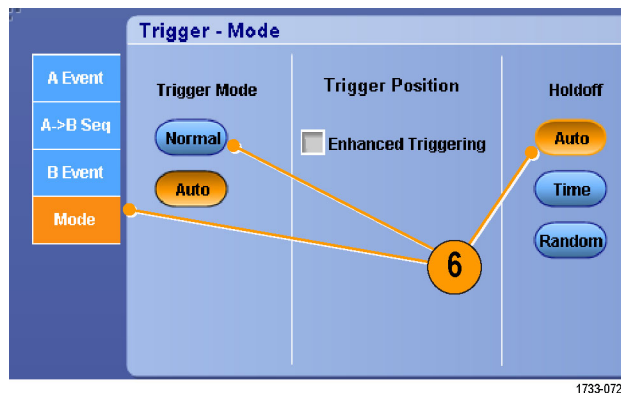 Trigger - Mode
A Event
A->B Seq
B Event
Mode
Trigger Mode
Normal
Auto
Trigger Position
Enhanced Triggering
Holdoff
Auto
Time
Random
6
1733-072